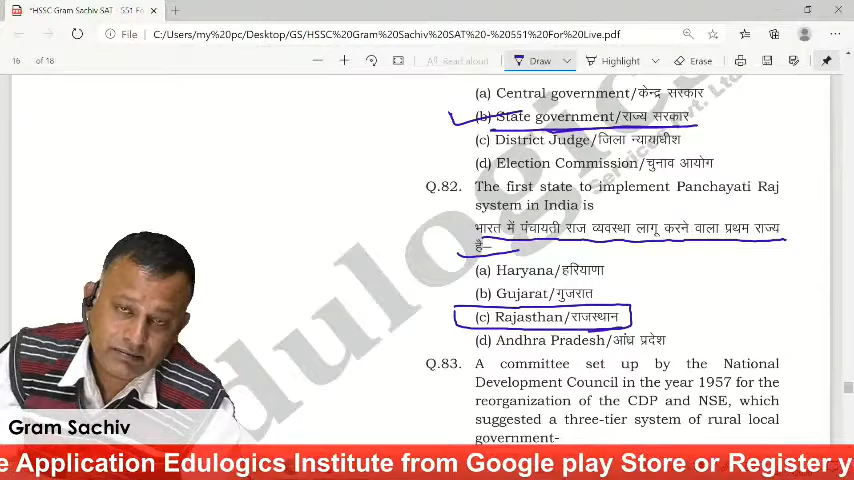 *HSSC Gram Sachiv SAT - 551 Fo
File
C:/Users/my%20pc/Desktop/GS/HSSC%20Gram%20Sachiv%20SAT%20-%20551%20For%20Live.pdf
16 of 18
Read aloud
Draw
Highlight
Erase
(a) Central government/केन्द्र सरकार
(b) State government/राज्य सरकार
(c) District Judge/जिला न्यायाधीश
(d) Election Commission/चुनाव आयोग
Q.82. The first state to implement Panchayati Raj
system in India is
भारत में पंचायती राज व्यवस्था लागू करने वाला प्रथम राज्य
है–
(a) Haryana/हरियाणा
(b) Gujarat/गुजरात
(c) Rajasthan/राजस्थान
(d) Andhra Pradesh/आंध्र प्रदेश
Q.83. A committee set up by the National
Development Council in the year 1957 for the
reorganization of the CDP and NSE, which
suggested a three-tier system of rural local
government-
Gram Sachiv
e Application Edulogics Institute from Google play Store or Register y